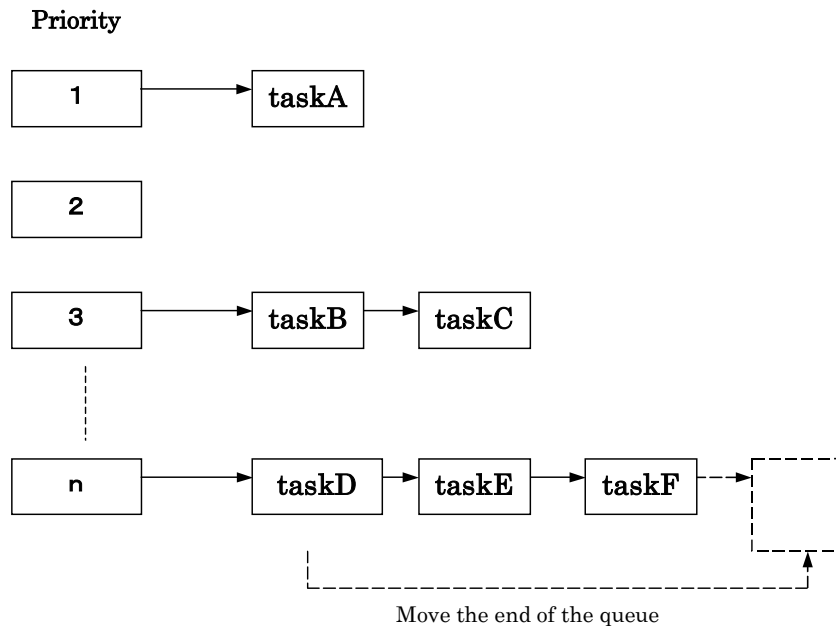 Priority
1
taskA
2
3
taskB
taskC
n
taskD
taskE
taskF
Move the end of the queue